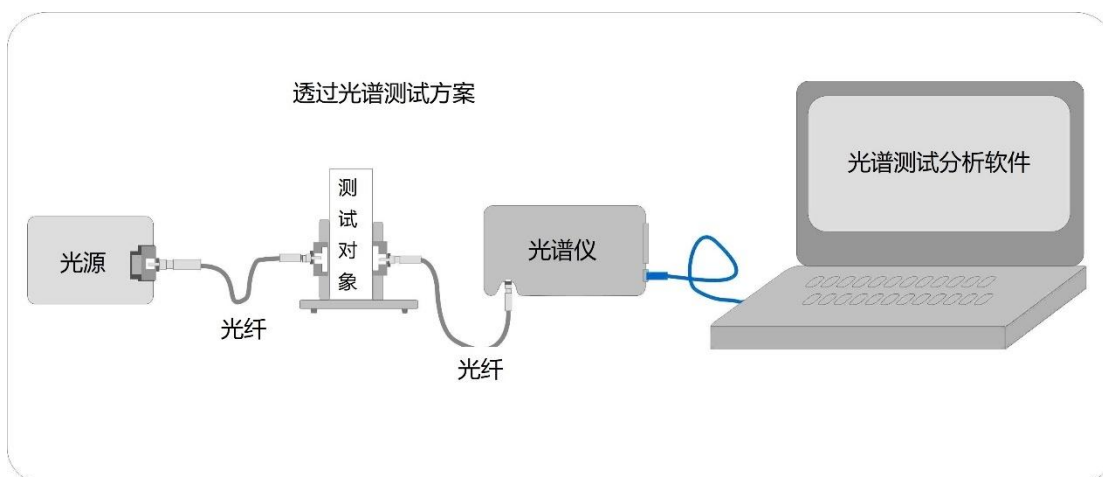 透过光谱测试方案
光谱测试分析软件
测
试
对
象
光源
光谱仪
光纤
光纤